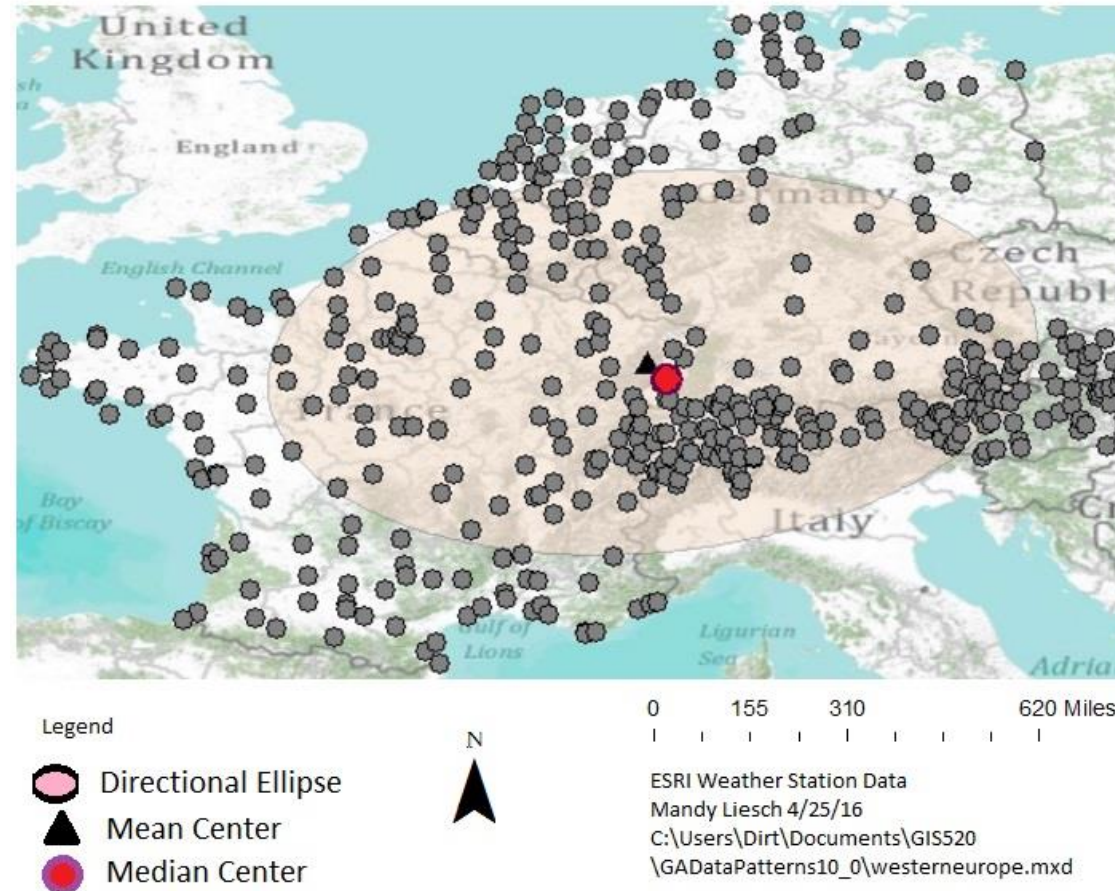 United
Kingdom
England
English Channel
Germany
Czech
Republ
France
Bay
of Biscay
Italy
Gulf of
Lions
Ligurian
Sea
Adria
Legend
Directional Ellipse
Mean Center
Median Center
N
0 155 310 620 Miles
ESRI Weather Station Data
Mandy Liesch 4/25/16
C:\Users\Dirt\Documents\GIS520
\GADataPatterns10_0\westerneurope.mxd